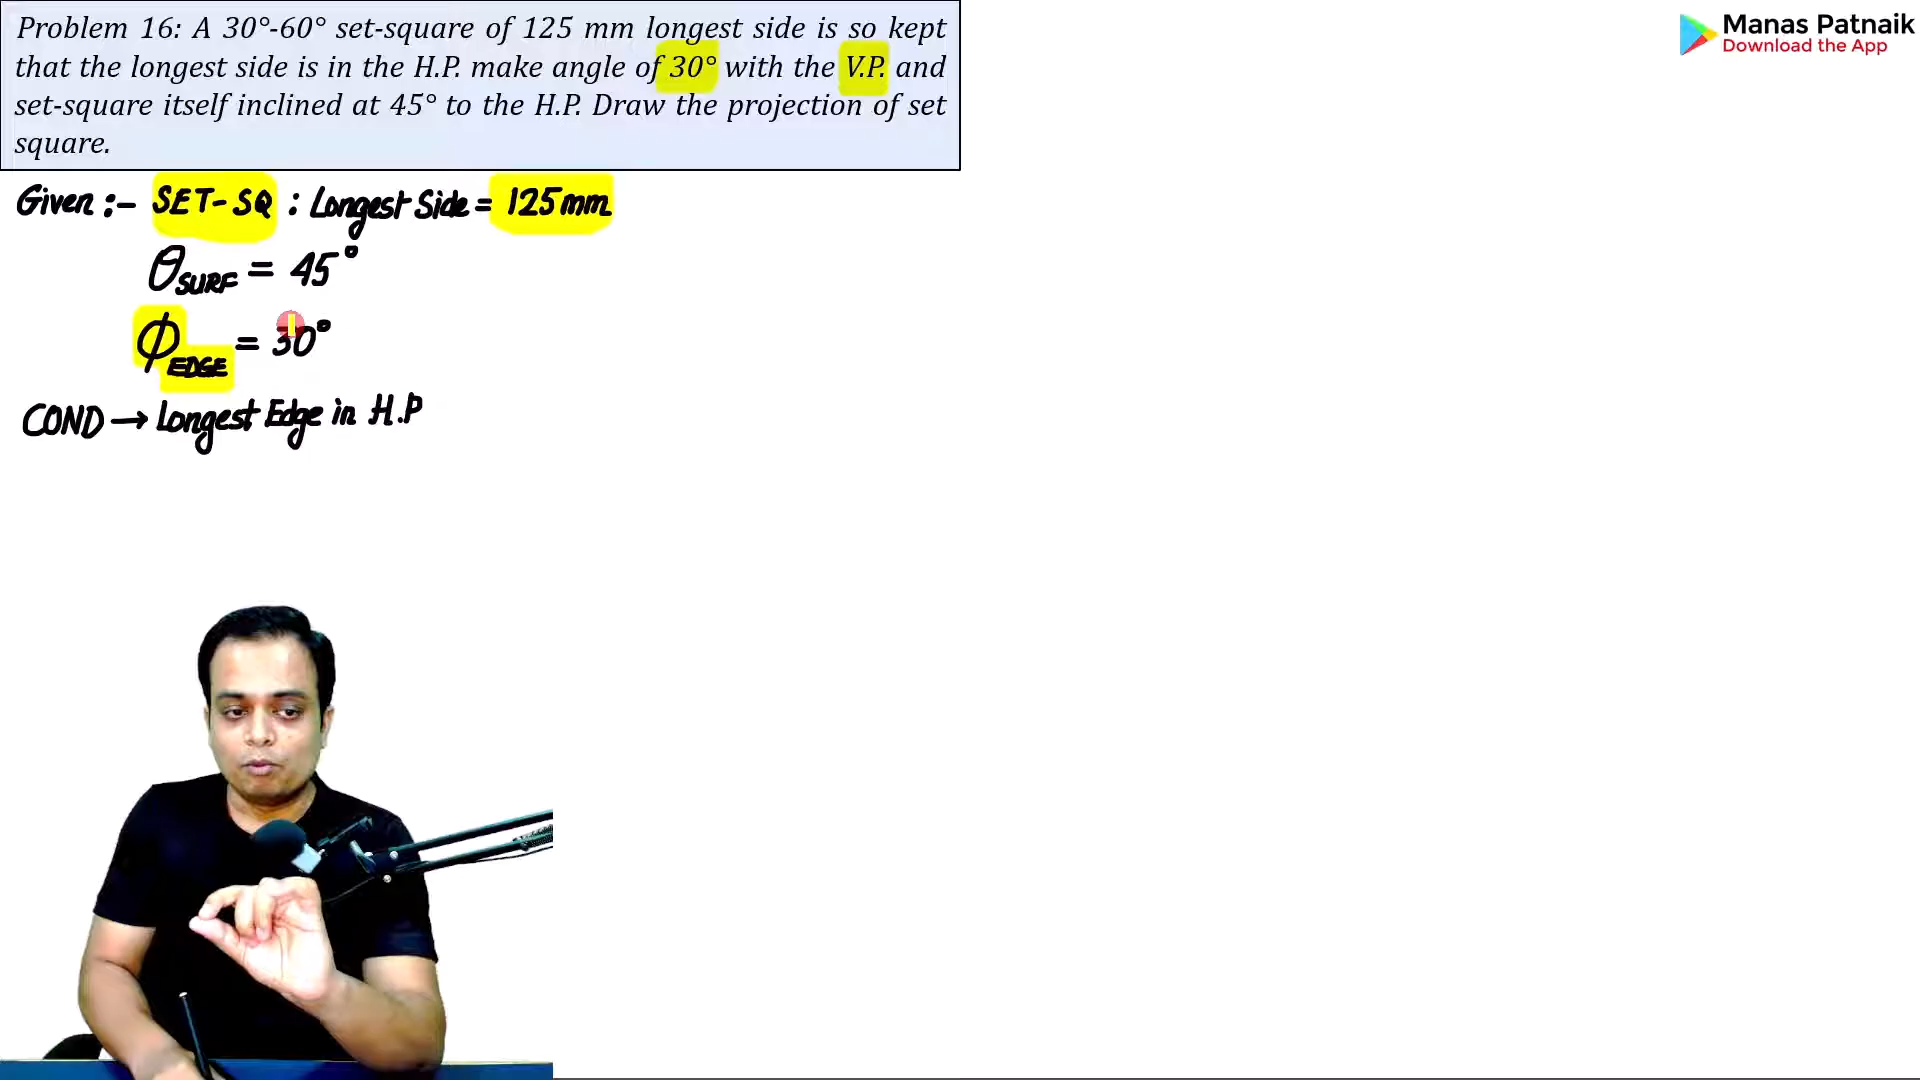 Problem 16: A 30°-60° set-square of 125 mm longest side is so kept
that the longest side is in the H.P. make angle of 30° with the V.P. and
set-square itself inclined at 45° to the H.P. Draw the projection of set
square.
Manas Patnaik
Download the App
Given :- SET-SQ : Longest Side = 125mm
θSURF = 45°
ϕEDGE = 30°
COND → Longest Edge in H.P